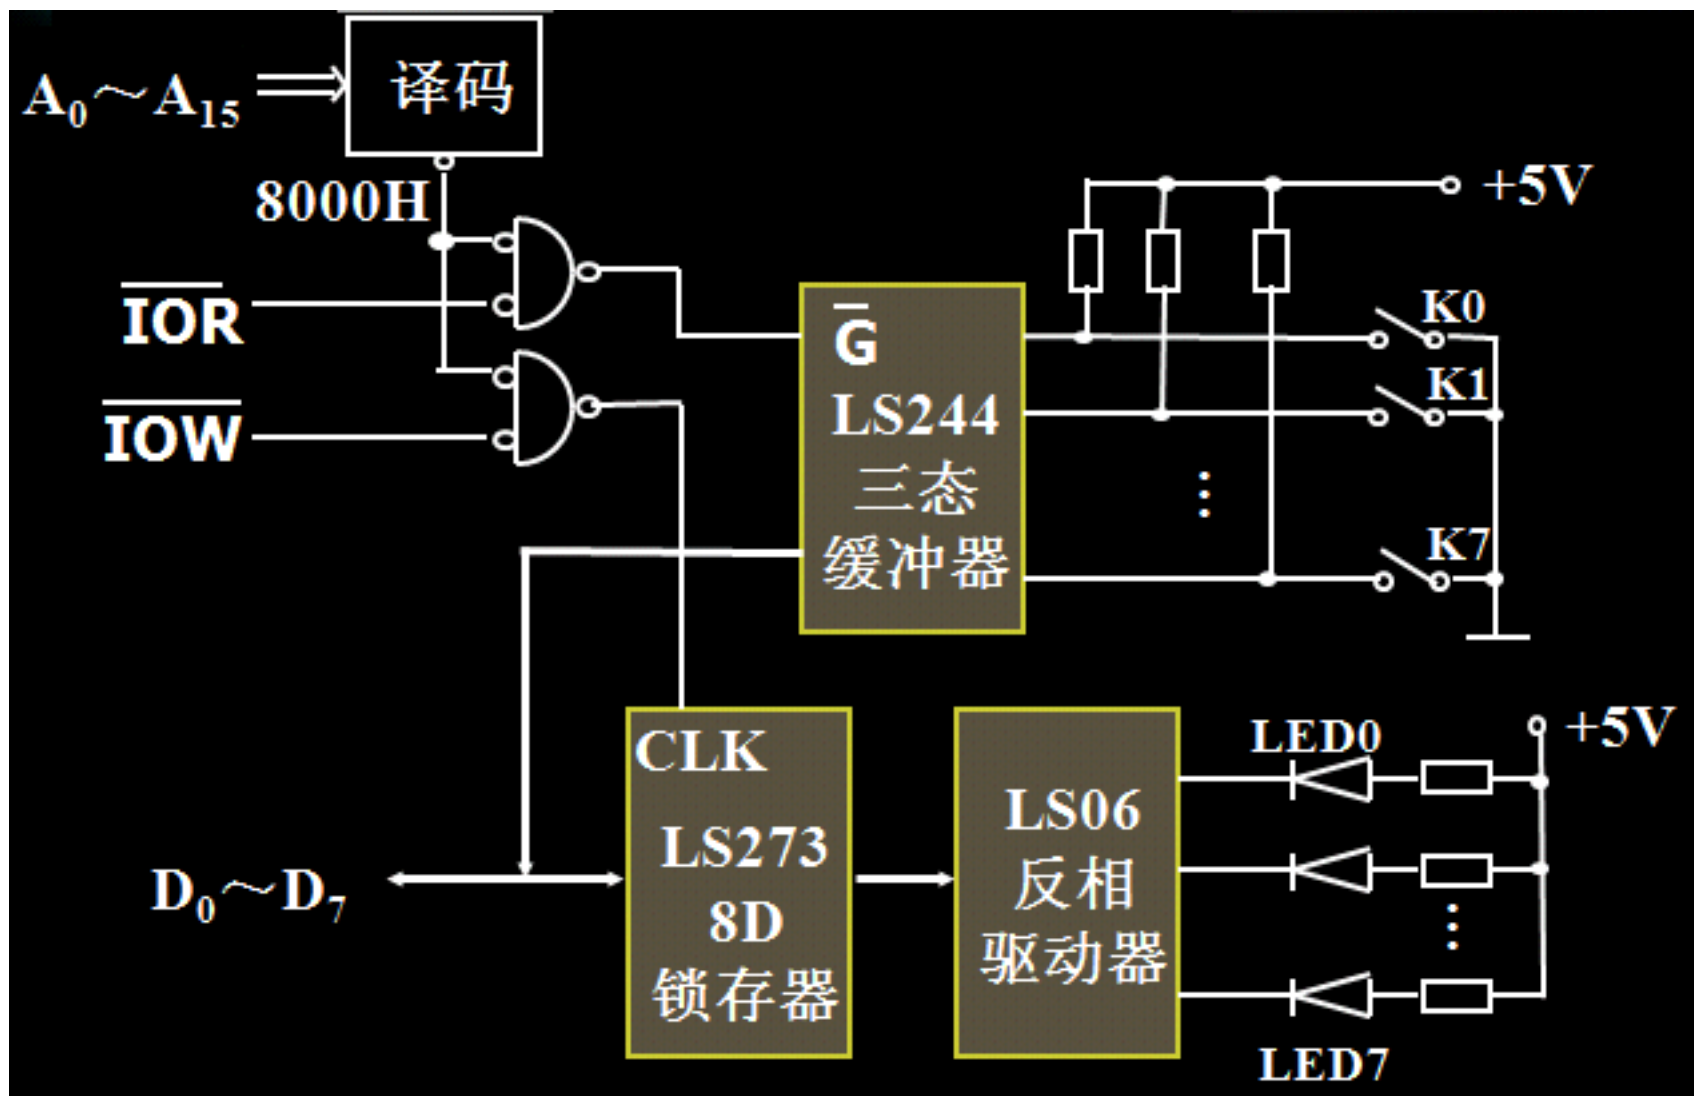 A0～A15
译码
8000H
IOR
IOW
G
LS244
三态
缓冲器
+5V
K0
K1
⋮
K7
CLK
LS273
8D
锁存器
D0～D7
LS06
反相
驱动器
LED0
+5V
⋮
LED7